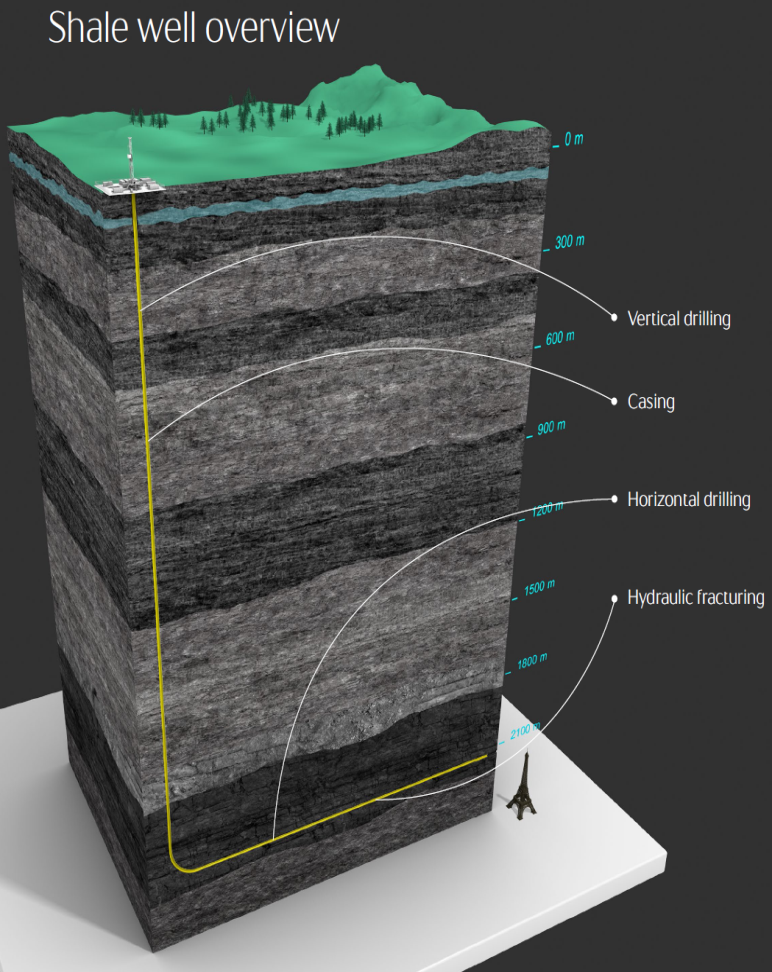 Shale well overview
0 m
300 m
Vertical drilling
600 m
Casing
900 m
Horizontal drilling
1200 m
1500 m
Hydraulic fracturing
1800 m
2100 m